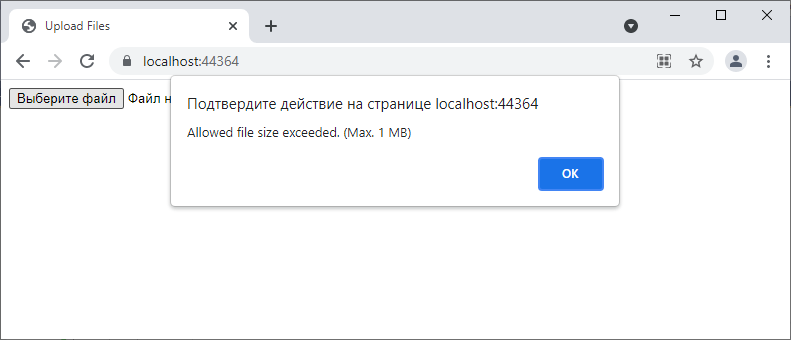 Upload Files
localhost:44364
Выберите файл Файл н
Подтвердите действие на странице localhost:44364
Allowed file size exceeded. (Max. 1 MB)
ОК